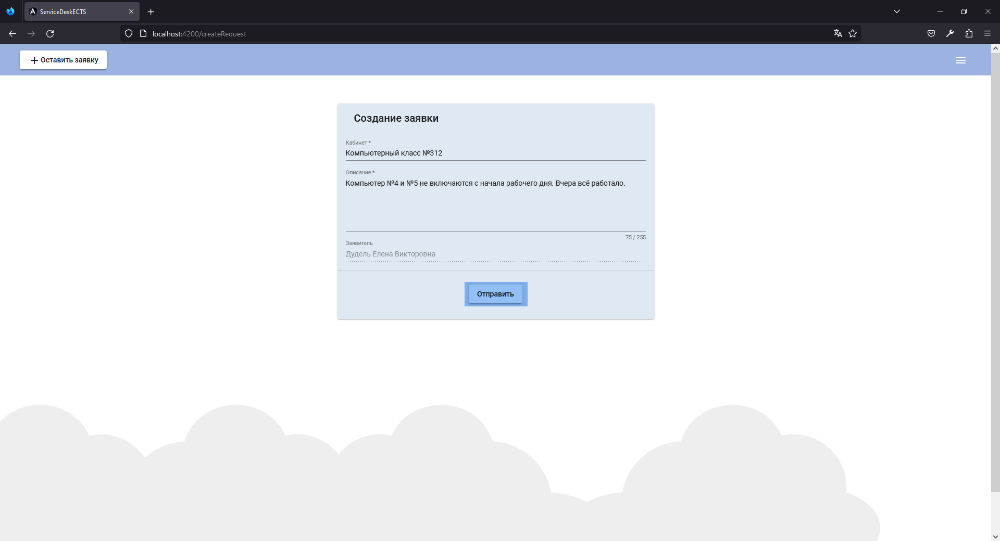 ServiceDeskECTS
localhost:4200/createRequest
Оставить заявку
Создание заявки
Кабинет *
Компьютерный класс №312
Описание *
Компьютер №4 и №5 не включаются с начала рабочего дня. Вчера всё работало.
75 / 255
Заявитель
Дудель Елена Викторовна
Отправить